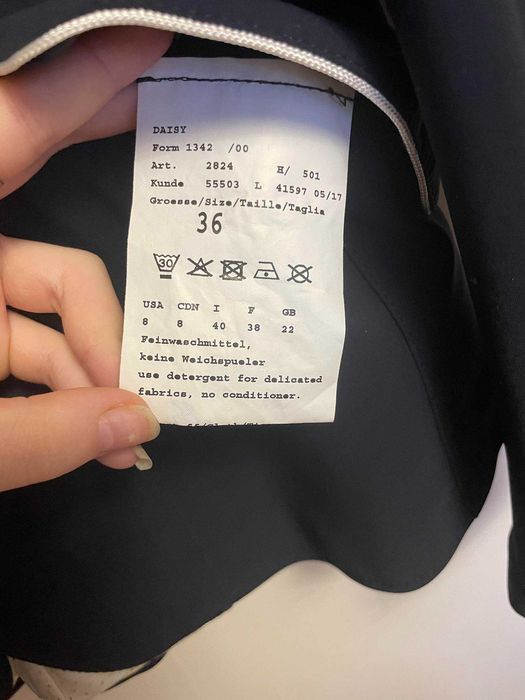 DAISY
Form 1342 /00
Art. 2824 H/ 501
Kunde 55503 L 41597 05/17
Groesse/Size/Taille/Taglia
36
30
USA CDN I F GB
8 8 40 38 22
Feinwaschmittel,
keine Weichspueler
use detergent for delicated
fabrics, no conditioner.